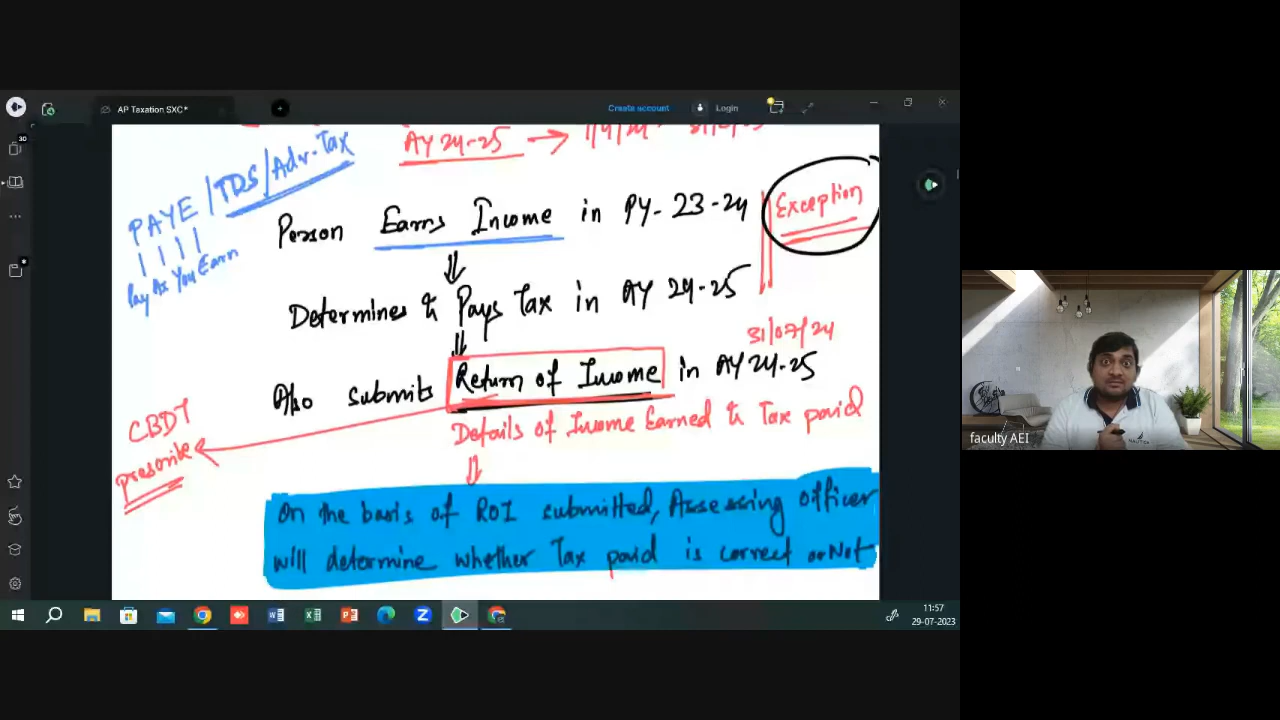 AP Taxation SXC*
Create account
Login
30
AY 24-25 →
PAYE / TDS / Adv. Tax
Pay As You Earn
Person Earns Income in PY- 23-24
Exception
Determines & Pays Tax in AY 24-25
31/07/24
Also submits Return of Income in AY 24-25
CBDT
prescribe
Details of Income Earned & Tax paid
On the basis of ROI submitted, Assessing Officer
will determine whether Tax paid is correct or Not
faculty AEI
11:57
29-07-2023